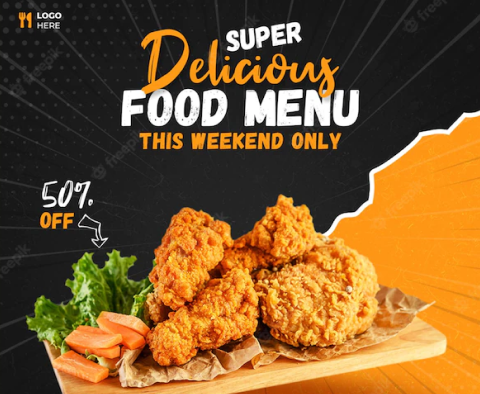 LOGO
HERE
SUPER
Delicious
FOOD MENU
THIS WEEKEND ONLY
50%
OFF